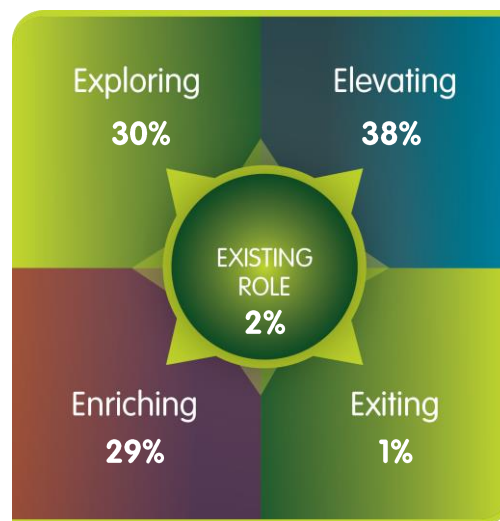 Exploring
30%
Elevating
38%
EXISTING
ROLE
2%
Enriching
29%
Exiting
1%